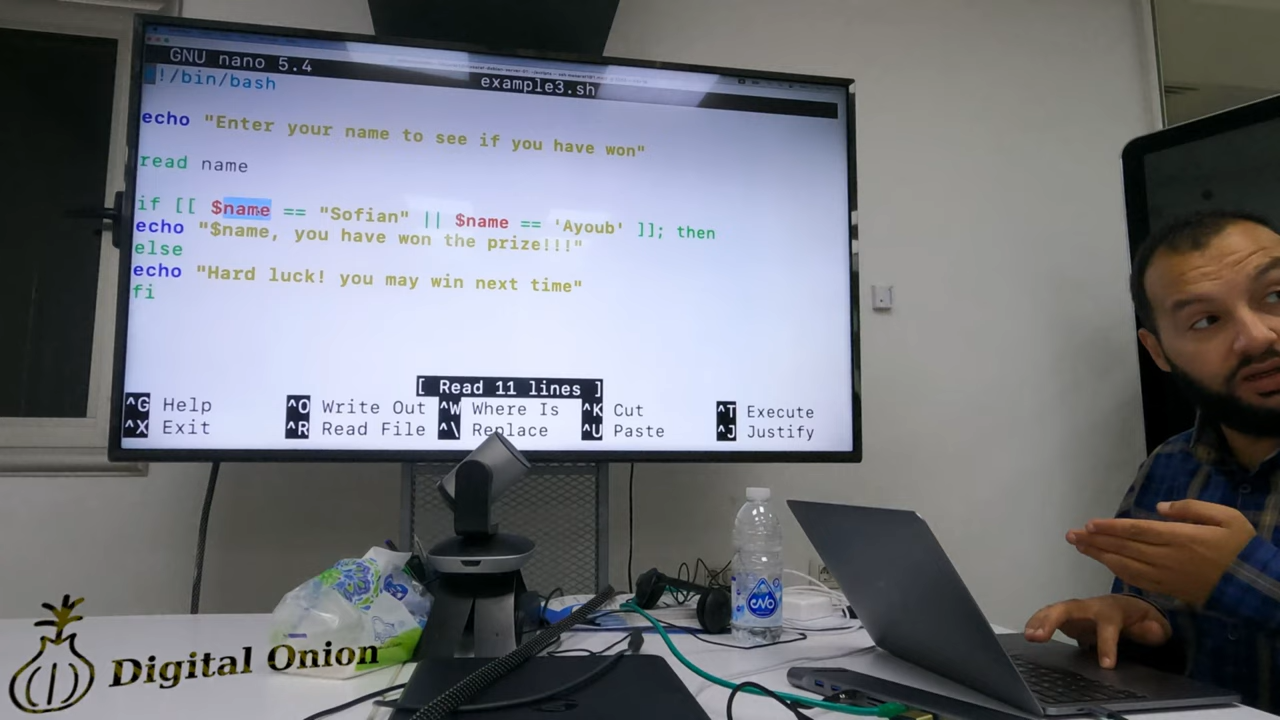 GNU nano 5.4
example3.sh
!/bin/bash
echo "Enter your name to see if you have won"
read name
if [[ $name == "Sofian" || $name == 'Ayoub' ]]; then
echo "$name, you have won the prize!!!"
else
echo "Hard luck! you may win next time"
fi
[ Read 11 lines ]
^G Help ^O Write Out ^W Where Is ^K Cut ^T Execute
^X Exit ^R Read File ^\ Replace ^U Paste ^J Justify
Digital Onion